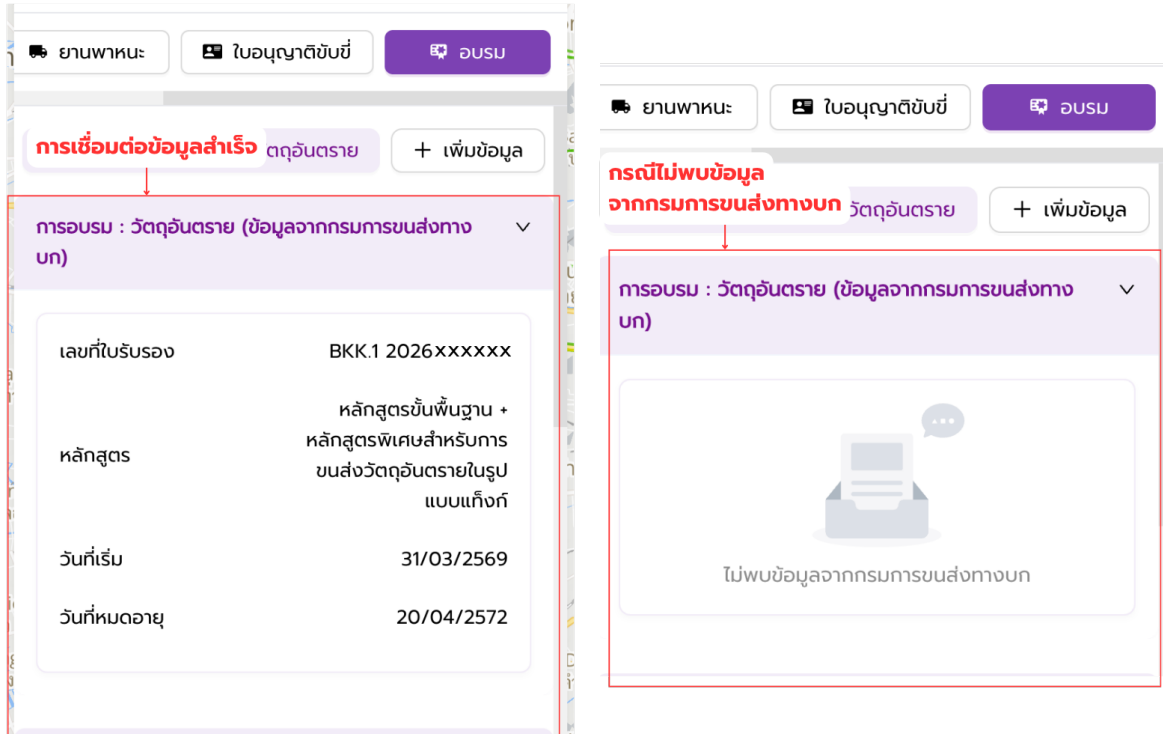 ยานพาหนะ
ใบอนุญาติขับขี่
อบรม
การเชื่อมต่อข้อมูลสำเร็จ
ตถุอันตราย
+ เพิ่มข้อมูล
การอบรม : วัตถุอันตราย (ข้อมูลจากกรมการขนส่งทาง
บก)
เลขที่ใบรับรอง
BKK.1 2026xxxxxx
หลักสูตร
หลักสูตรขั้นพื้นฐาน +
หลักสูตรพิเศษสำหรับการ
ขนส่งวัตถุอันตรายในรูป
แบบแท็งก์
วันที่เริ่ม
31/03/2569
วันที่หมดอายุ
20/04/2572
ยานพาหนะ
ใบอนุญาติขับขี่
อบรม
กรณีไม่พบข้อมูล
จากกรมการขนส่งทางบก
วัตถุอันตราย
+ เพิ่มข้อมูล
การอบรม : วัตถุอันตราย (ข้อมูลจากกรมการขนส่งทาง
บก)
ไม่พบข้อมูลจากกรมการขนส่งทางบก